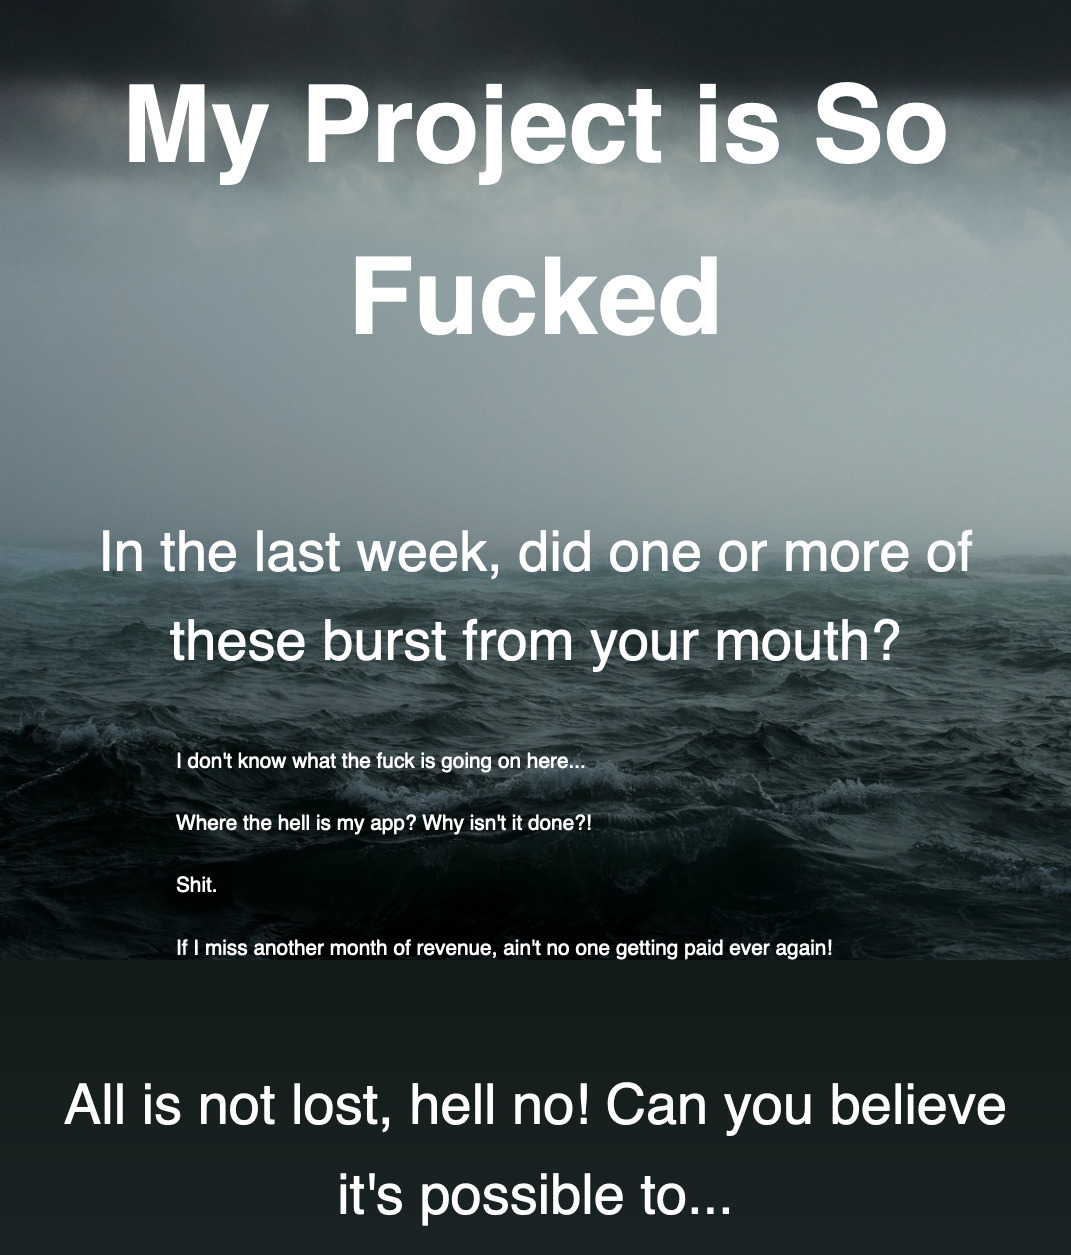 My Project is So
Fucked
In the last week, did one or more of
these burst from your mouth?
I don't know what the fuck is going on here...
Where the hell is my app? Why isn't it done?!
Shit.
If I miss another month of revenue, ain't no one getting paid ever again!
All is not lost, hell no! Can you believe
it's possible to...